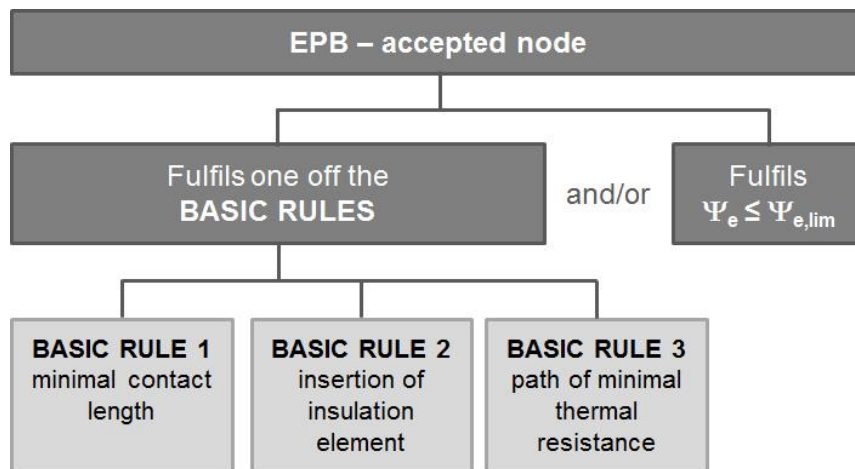 EPB – accepted node
Fulfils one off the
BASIC RULES
and/or
Fulfils
Ψe ≤ Ψe,lim
BASIC RULE 1
minimal contact
length
BASIC RULE 2
insertion of
insulation
element
BASIC RULE 3
path of minimal
thermal
resistance